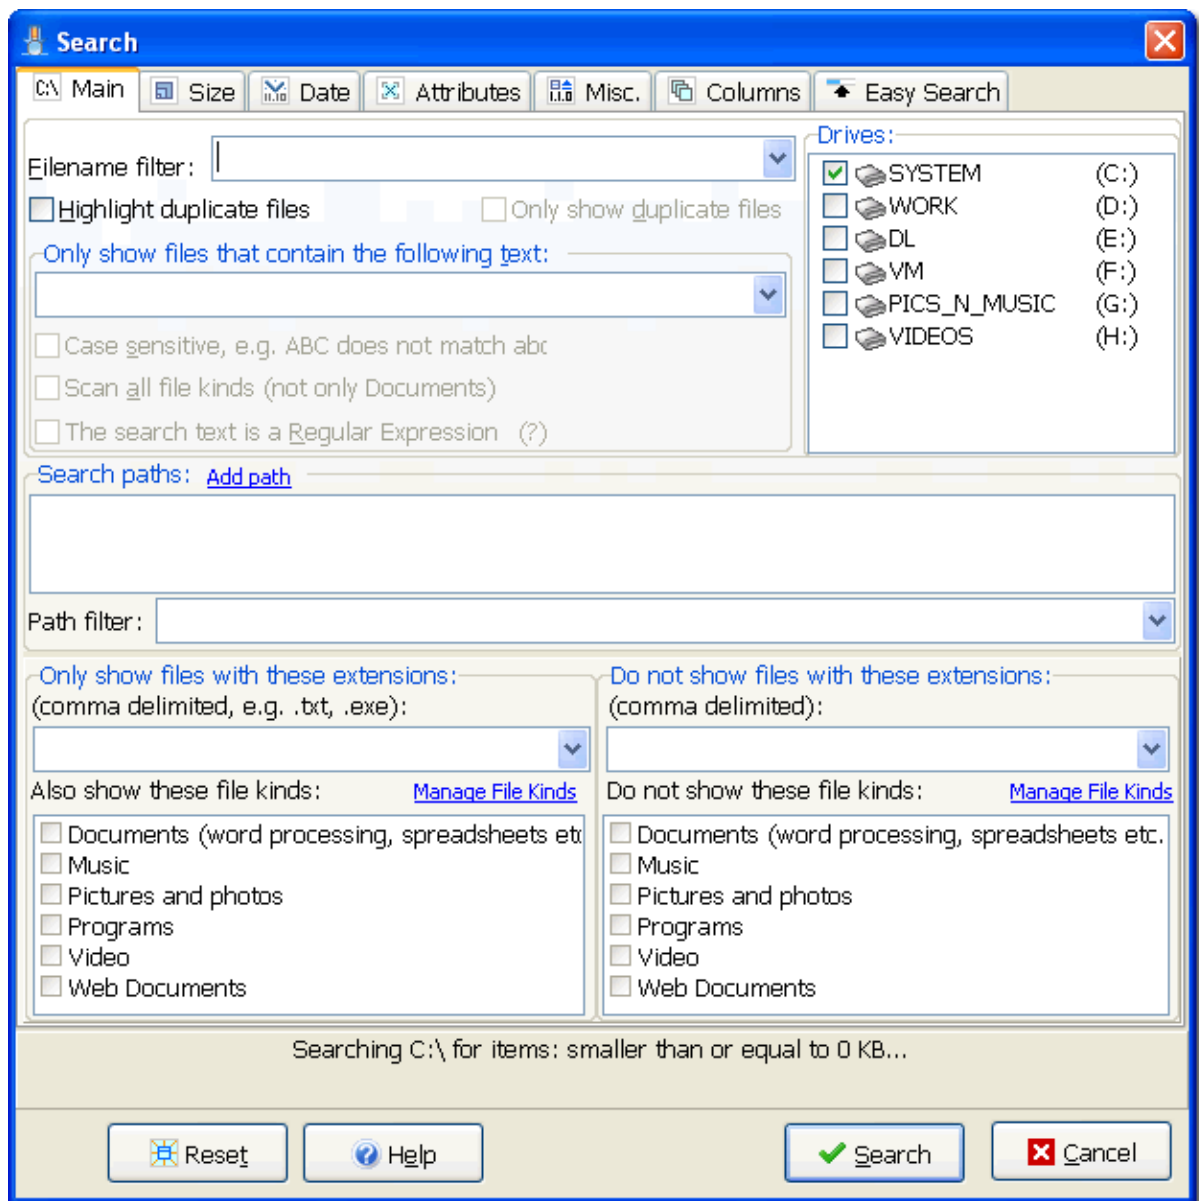 Search
C:\ Main Size Date Attributes Misc. Columns Easy Search
Filename filter:
Highlight duplicate files Only show duplicate files
Only show files that contain the following text:
Case sensitive, e.g. ABC does not match abc
Scan all file kinds (not only Documents)
The search text is a Regular Expression (?)
Drives:
SYSTEM (C:)
WORK (D:)
DL (E:)
VM (F:)
PICS_N_MUSIC (G:)
VIDEOS (H:)
Search paths: Add path
Path filter:
Only show files with these extensions:
(comma delimited, e.g. .txt, .exe):
Also show these file kinds: Manage File Kinds
Documents (word processing, spreadsheets etc
Music
Pictures and photos
Programs
Video
Web Documents
Do not show files with these extensions:
(comma delimited):
Do not show these file kinds: Manage File Kinds
Documents (word processing, spreadsheets etc.
Music
Pictures and photos
Programs
Video
Web Documents
Searching C:\ for items: smaller than or equal to 0 KB...
Reset Help Search Cancel